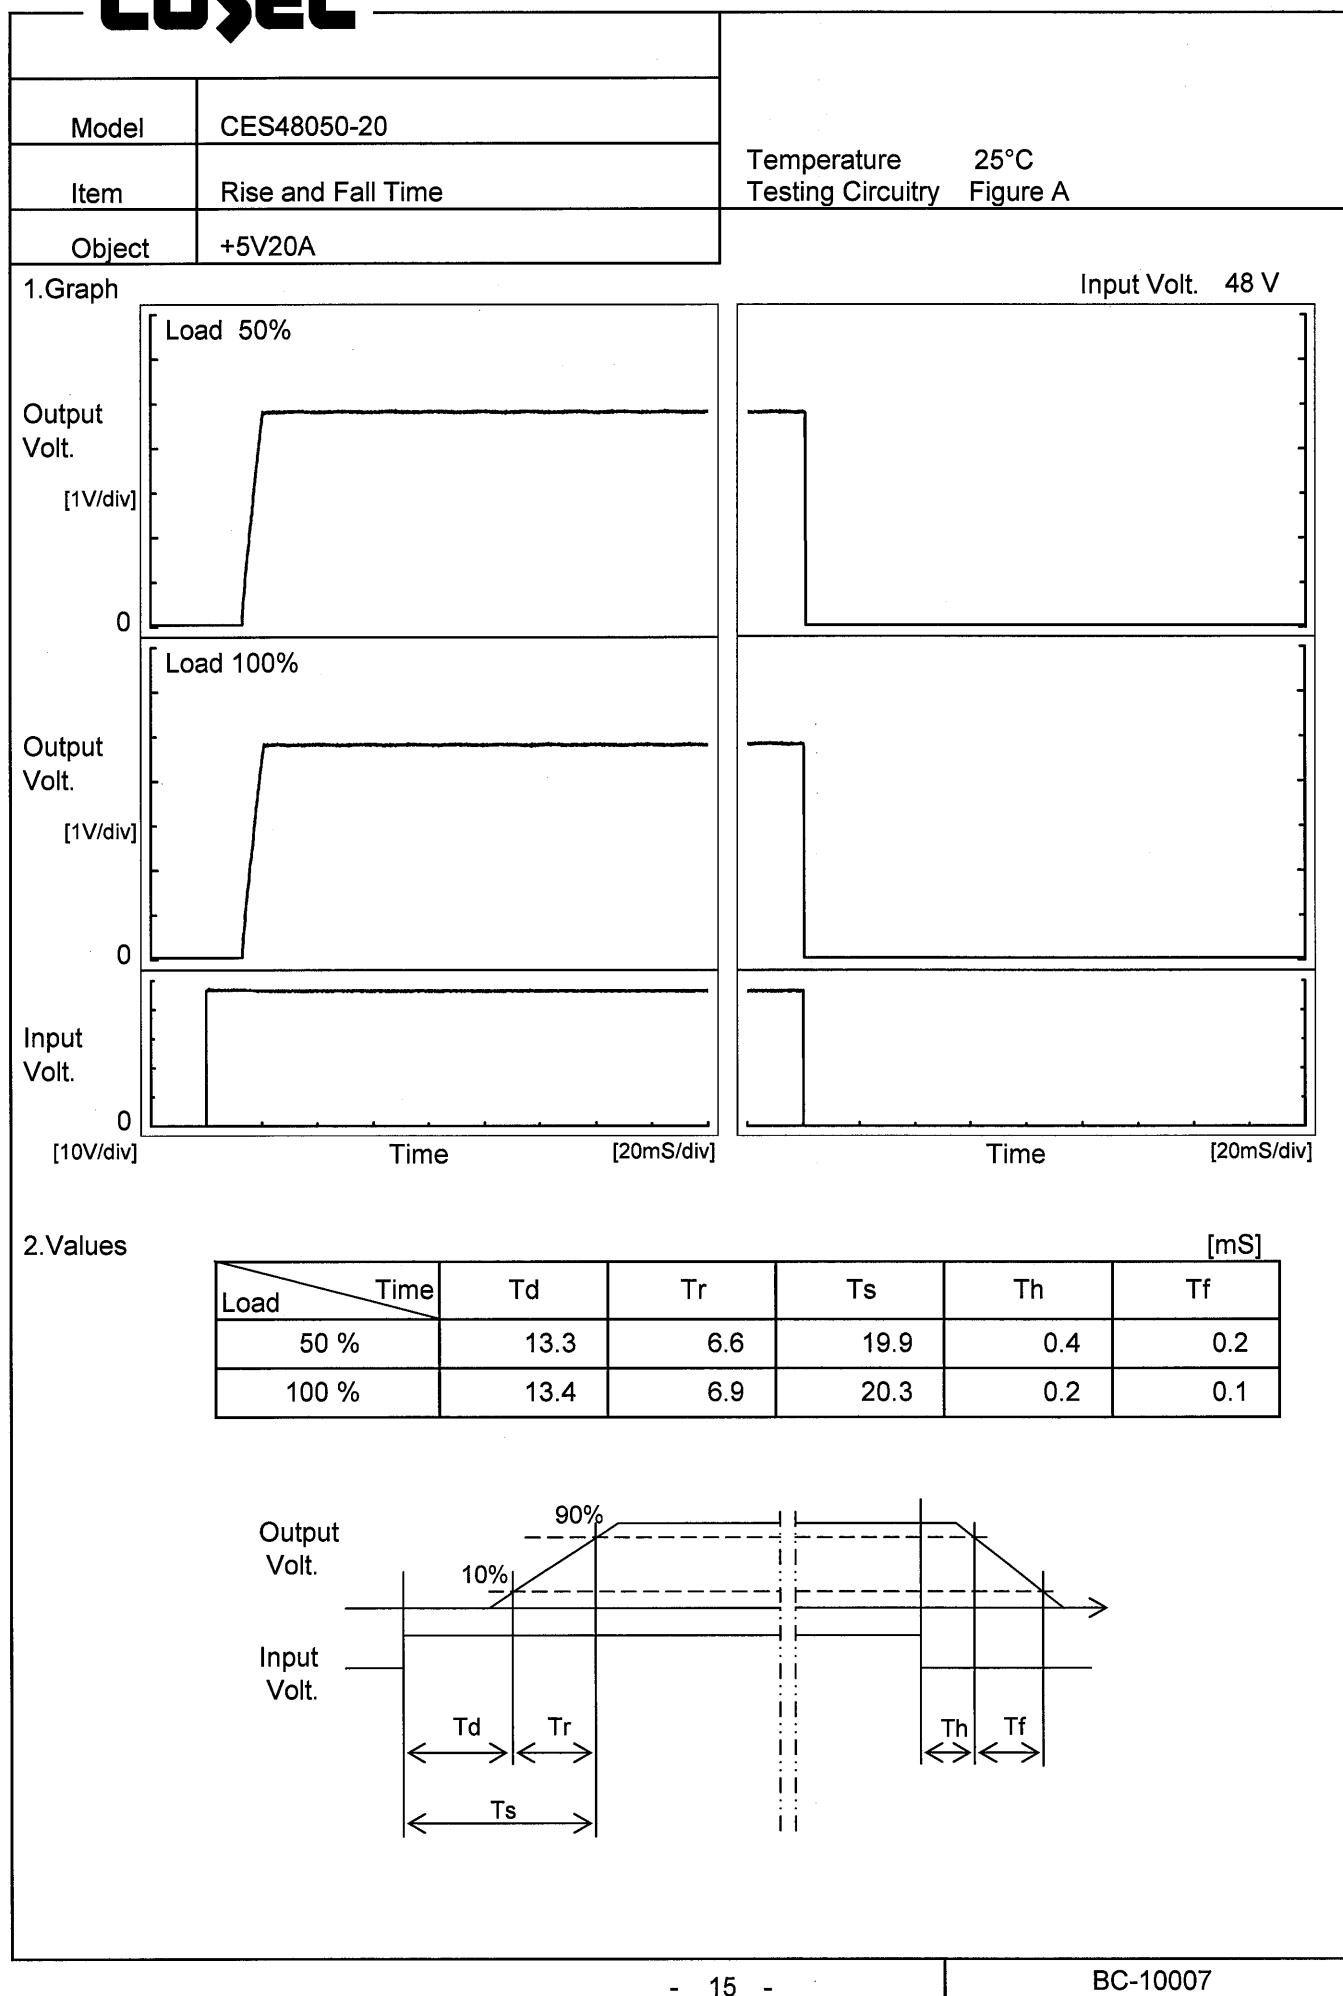 COSEL
Model CES48050-20
Item Rise and Fall Time
Temperature 25°C
Testing Circuitry Figure A
Object +5V20A
1.Graph
Input Volt. 48 V
Load 50%
Output
Volt.
[1V/div]
0
Load 100%
Output
Volt.
[1V/div]
0
Input
Volt.
0
[10V/div] Time [20mS/div] Time [20mS/div]
2.Values [mS]
Time
Load Td Tr Ts Th Tf
50 % 13.3 6.6 19.9 0.4 0.2
100 % 13.4 6.9 20.3 0.2 0.1
90%
Output
Volt.
10%
Input
Volt.
Td Tr Th Tf
Ts
- 15 - BC-10007